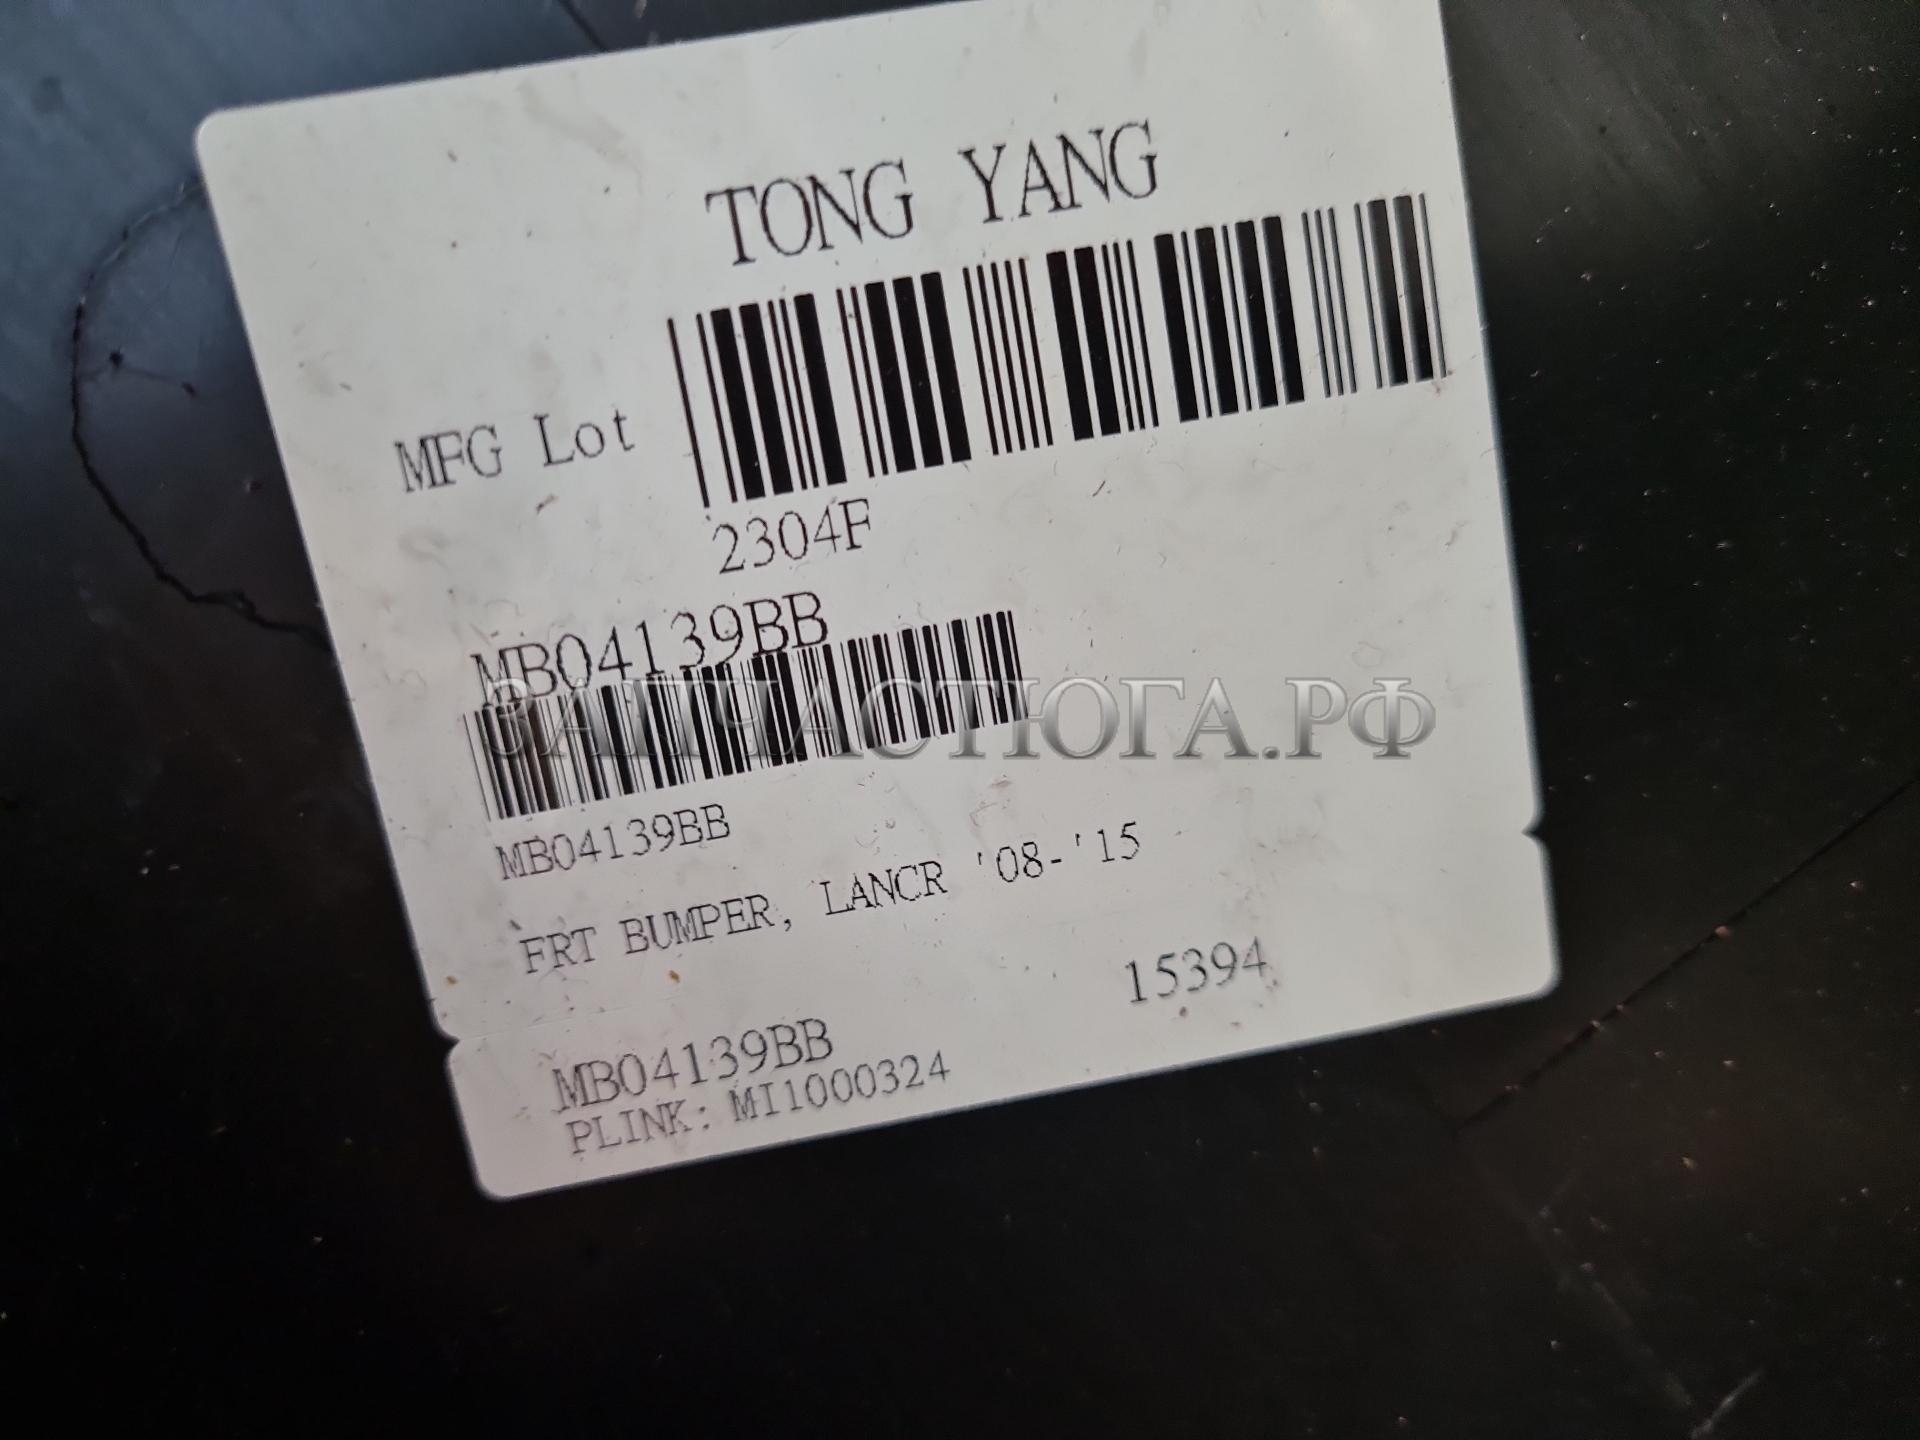 TONG YANG
MFG Lot
2304F
MB04139BB
ЗАПЧАСТЮГА.РФ
MB04139BB
FRT BUMPER, LANCR '08-'15
15394
MB04139BB
PLINK: MI1000324